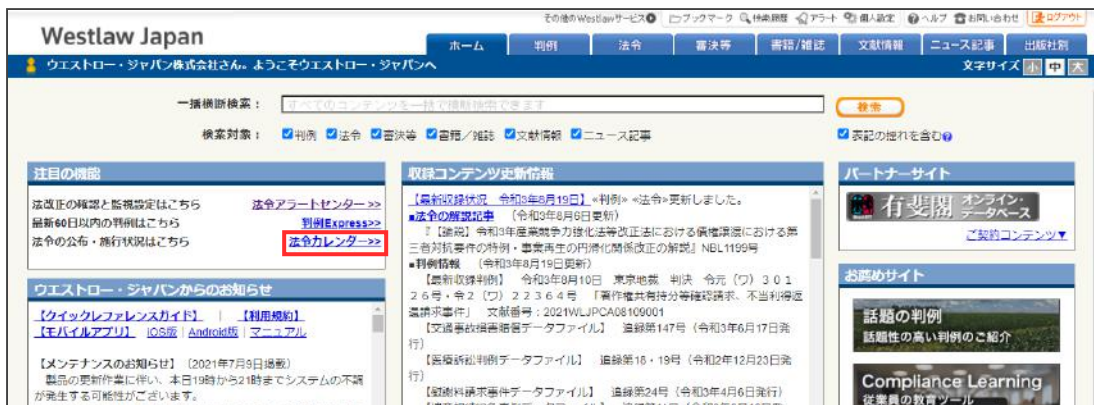 その他のWestlawサービス ブックマーク 検索履歴 アラート 個人設定 ヘルプ お問い合わせ ログアウト
Westlaw Japan
ホーム 判例 法令 審決等 書籍/雑誌 文献情報 ニュース記事 出版社別
ウエストロー・ジャパン株式会社さん。ようこそウエストロー・ジャパンへ
文字サイズ 小 中 大
一括横断検索： すべてのコンテンツを一括で横断検索できます 検索
検索対象： 判例 法令 審決等 書籍／雑誌 文献情報 ニュース記事 表記の揺れを含む
注目の機能
法改正の確認と監視設定はこちら 法令アラートセンター>>
最新60日以内の判例はこちら 判例Express>>
法令の公布・施行状況はこちら 法令カレンダー>>
ウエストロー・ジャパンからのお知らせ
【クイックレファレンスガイド】 | 【利用規約】
【モバイルアプリ】 iOS版 | Android版 | マニュアル
【メンテナンスのお知らせ】（2021年7月9日掲載）
製品の更新作業に伴い、本日19時から21時までシステムの不調
が発生する可能性がございます。
収録コンテンツ更新情報
【最新収録状況 令和3年8月19日】«判例» «法令»更新しました。
■法令の解説記事 （令和3年8月6日更新）
『【論説】令和3年産業競争力強化法等改正法における債権譲渡における第
三者対抗要件の特例・事業再生の円滑化関係改正の解説』NBL1199号
■判例情報 （令和3年8月19日更新）
【最新収録判例】 令和3年8月10日 東京地裁 判決 令元（ワ）３０１
２６号・令２（ワ）２２３６４号 「著作権共有持分等確認請求、不当利得返
還請求事件」 文献番号：2021WLJPCA08109001
【交通事故損害賠償データファイル】 追録第147号（令和3年6月17日発
行）
【医療訴訟判例データファイル】 追録第18・19号（令和2年12月23日発
行）
【慰謝料請求事件データファイル】 追録第24号（令和3年4月6日発行）
パートナーサイト
有斐閣 オンライン・データベース
ご契約コンテンツ▼
お薦めサイト
話題の判例
話題性の高い判例のご紹介
Compliance Learning
従業員の教育ツール